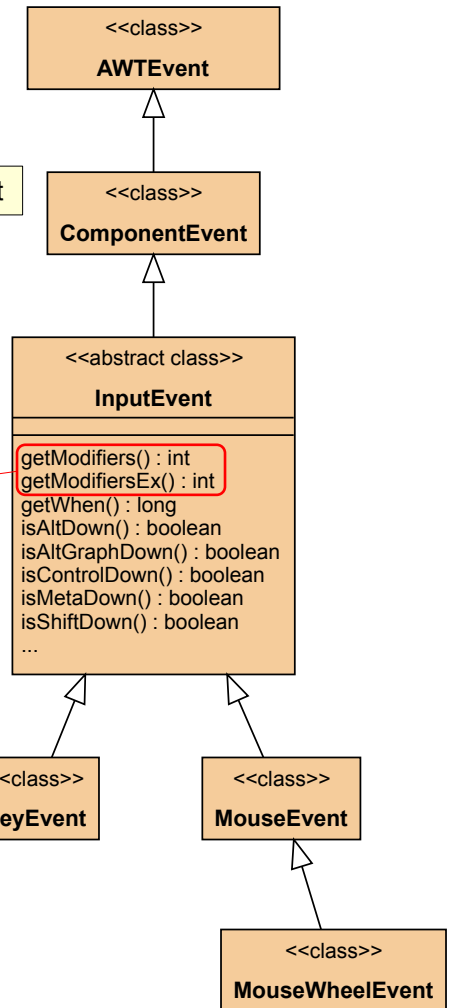 <<class>>
AWTEvent
t
<<class>>
ComponentEvent
<<abstract class>>
InputEvent
getModifiers() : int
getModifiersEx() : int
getWhen() : long
isAltDown() : boolean
isAltGraphDown() : boolean
isControlDown() : boolean
isMetaDown() : boolean
isShiftDown() : boolean
...
<class>>
eyEvent
<<class>>
MouseEvent
<<class>>
MouseWheelEvent